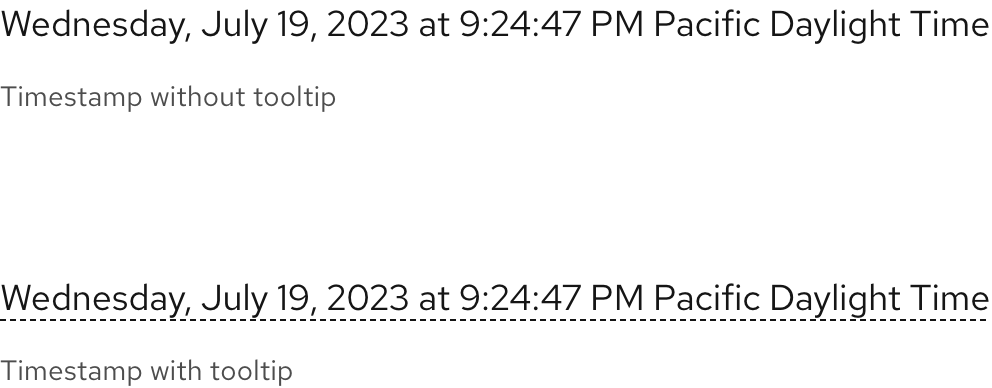 Wednesday, July 19, 2023 at 9:24:47 PM Pacific Daylight Time
Timestamp without tooltip
Wednesday, July 19, 2023 at 9:24:47 PM Pacific Daylight Time
Timestamp with tooltip